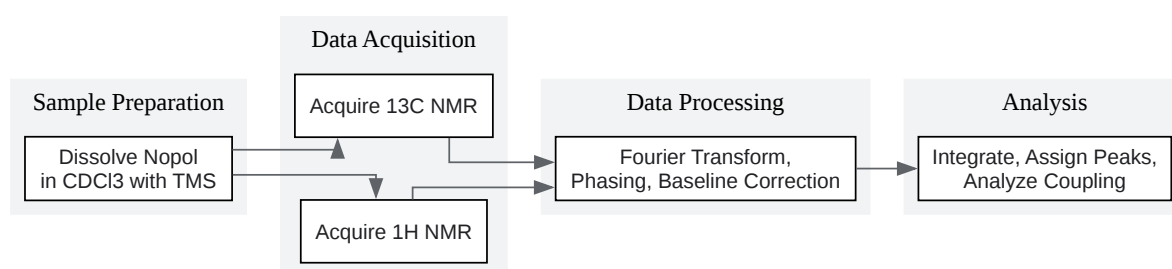 Sample Preparation
Dissolve Nopol
in CDCl3 with TMS
Data Acquisition
Acquire 13C NMR
Acquire 1H NMR
Data Processing
Fourier Transform,
Phasing, Baseline Correction
Analysis
Integrate, Assign Peaks,
Analyze Coupling